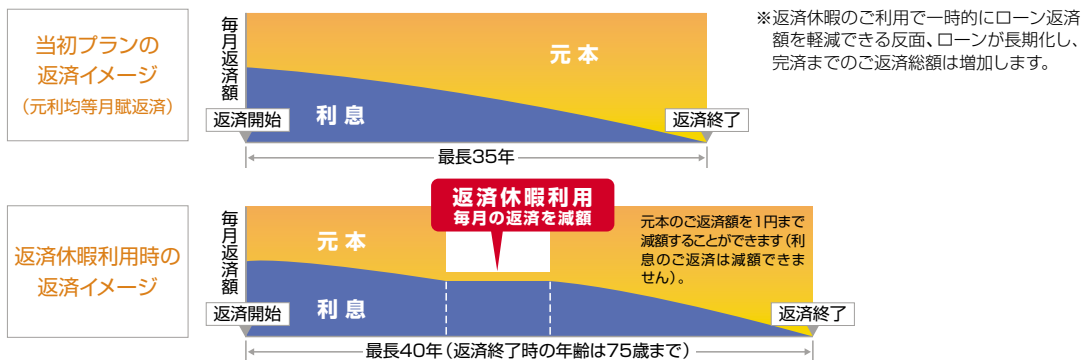 当初プランの
返済イメージ
（元利均等月賦返済）
毎月返済額
元本
利息
返済開始
返済終了
最長35年
※返済休暇のご利用で一時的にローン返済
額を軽減できる反面、ローンが長期化し、
完済までのご返済総額は増加します。
返済休暇利用時の
返済イメージ
毎月返済額
元本
利息
返済休暇利用
毎月の返済を減額
元本のご返済額を1円まで
減額することができます（利
息のご返済は減額できま
せん）。
返済開始
返済終了
最長40年（返済終了時の年齢は75歳まで）